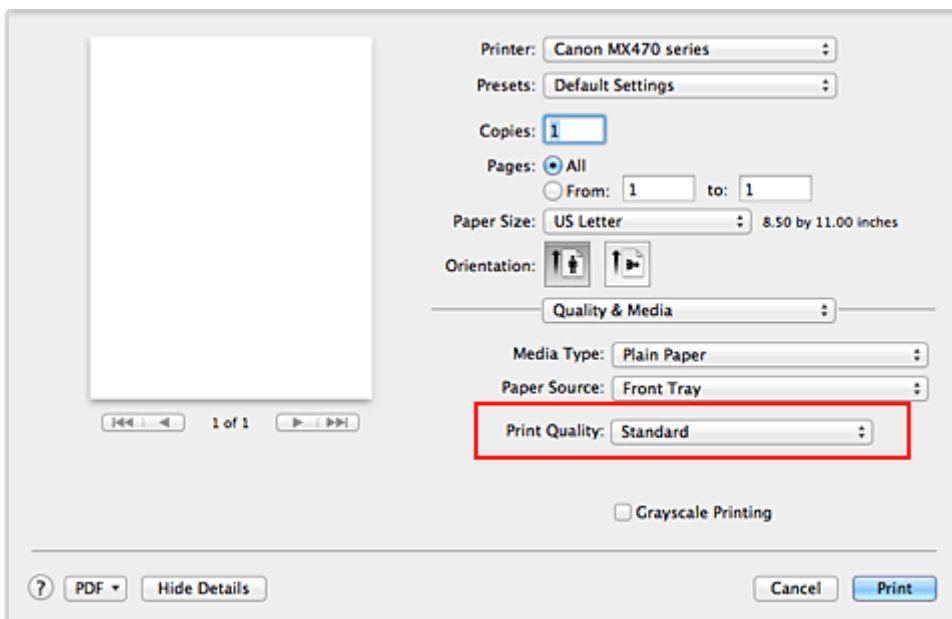 Printer: Canon MX470 series
Presets: Default Settings
Copies: 1
Pages: All
From: 1 to: 1
Paper Size: US Letter 8.50 by 11.00 inches
Orientation:
Quality & Media
Media Type: Plain Paper
Paper Source: Front Tray
1 of 1
Print Quality: Standard
Grayscale Printing
? PDF Hide Details Cancel Print